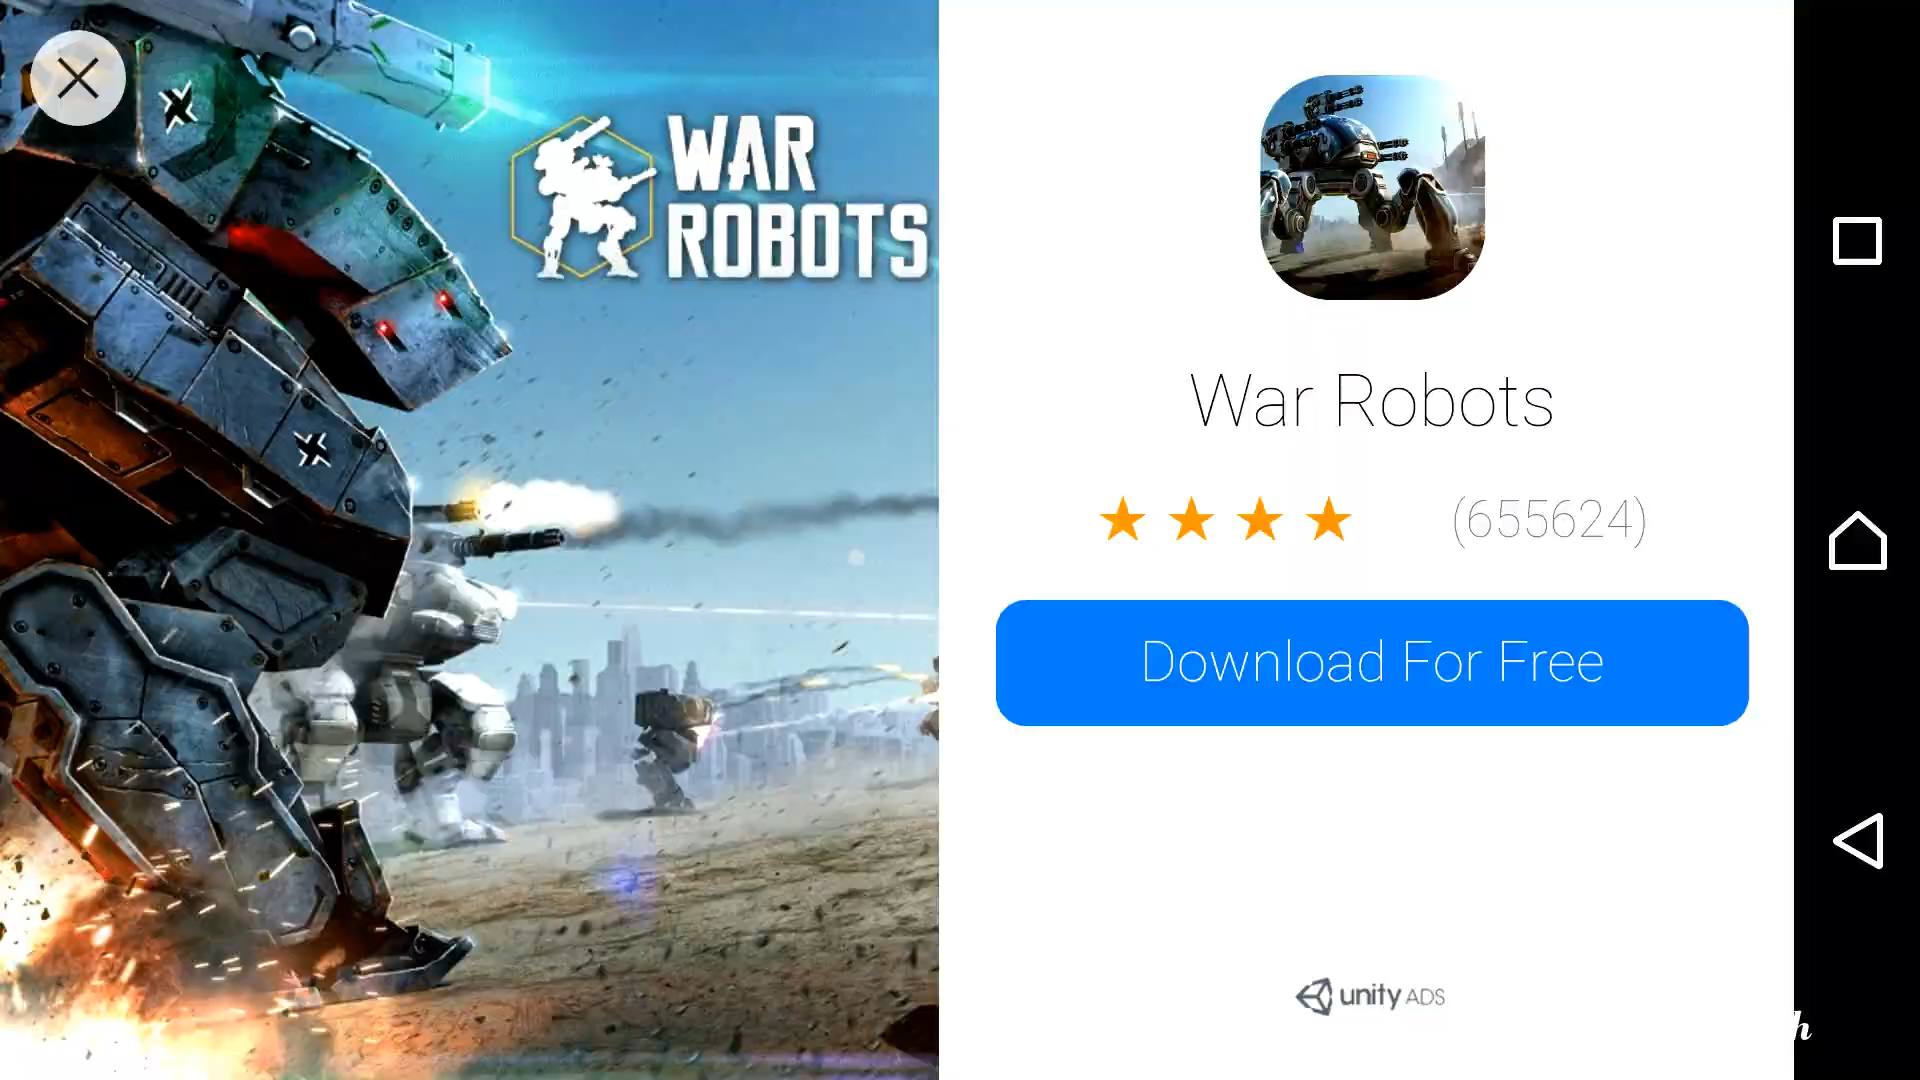 WAR
ROBOTS
War Robots
(655624)
Download For Free
unity ADS
h